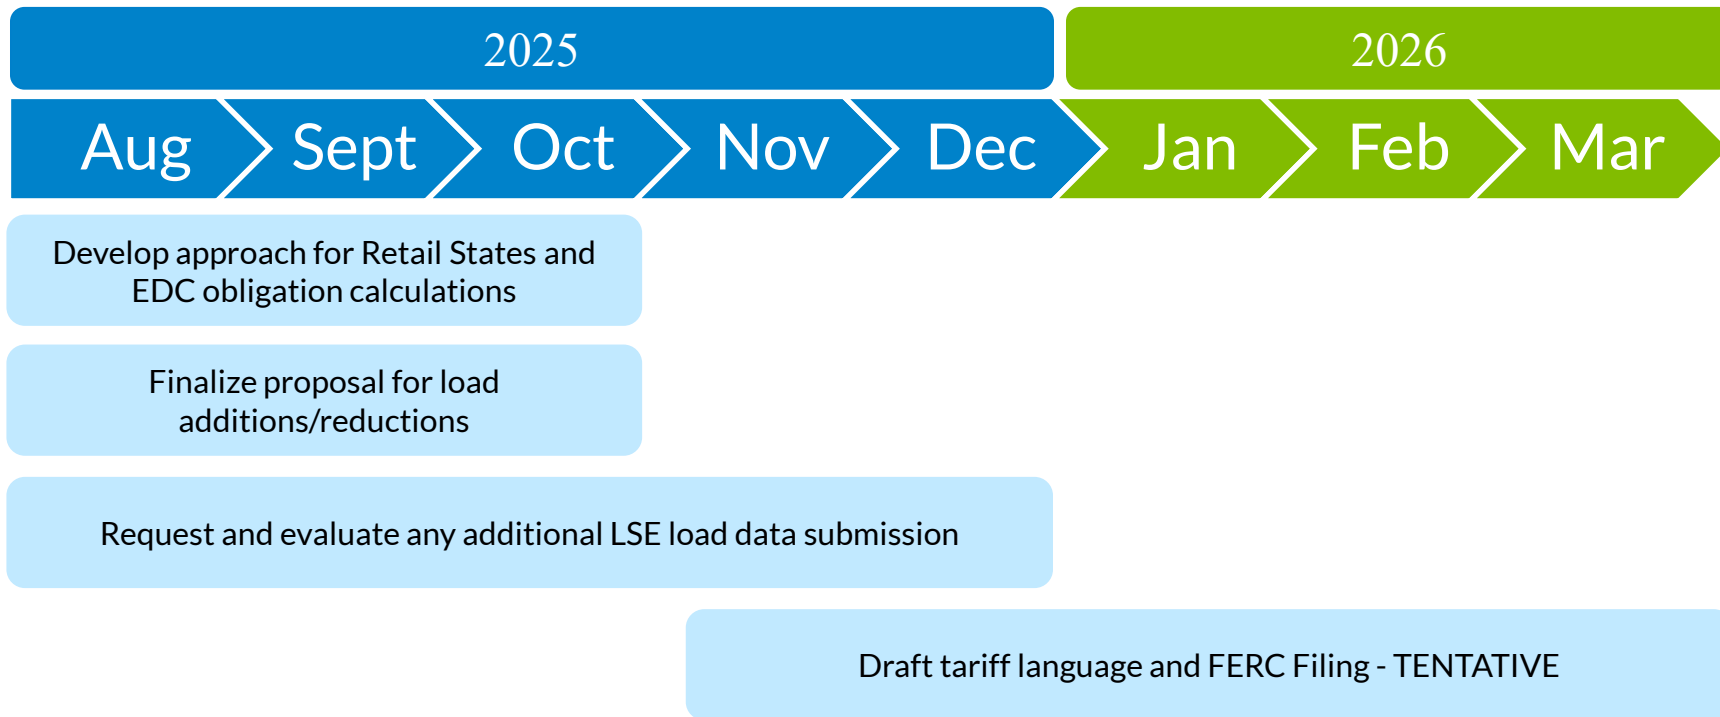 2025
2026
Aug
Sept
Oct
Nov
Dec
Jan
Feb
Mar
Develop approach for Retail States and
EDC obligation calculations
Finalize proposal for load
additions/reductions
Request and evaluate any additional LSE load data submission
Draft tariff language and FERC Filing - TENTATIVE